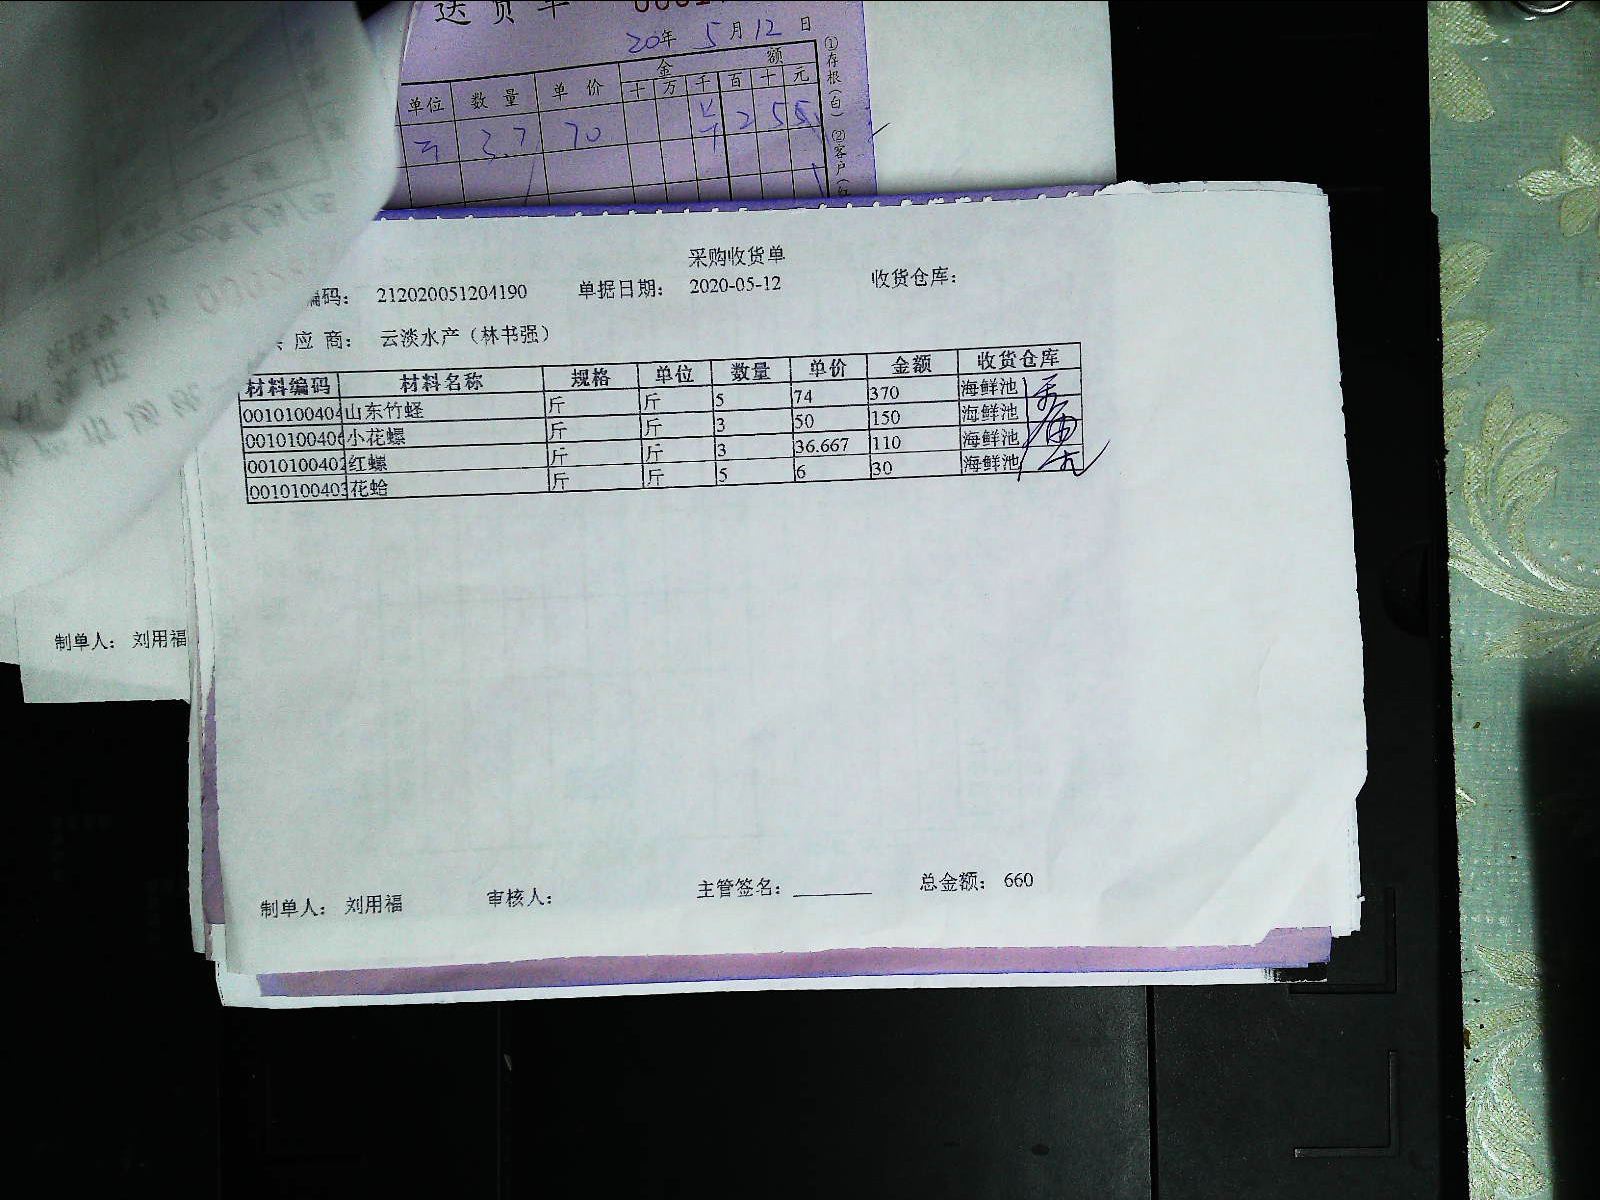 送货单
20年 5月12日
单位 数量 单价 金额
十 万 千 百 十 元
3.7 70 ¥ 2 5 5
①存根(白) ②客户
采购收货单
编码: 212020051204190 单据日期: 2020-05-12 收货仓库:
应商: 云淡水产(林书强)
材料编码 材料名称 规格 单位 数量 单价 金额 收货仓库
0010100404 山东竹蛏 斤 斤 5 74 370 海鲜池
001010040 小花螺 斤 斤 3 50 150 海鲜池
001010040 红螺 斤 斤 3 36.667 110 海鲜池
001010040 花蛤 斤 斤 5 6 30 海鲜池
制单人: 刘用福
制单人: 刘用福 审核人: 主管签名: 总金额: 660